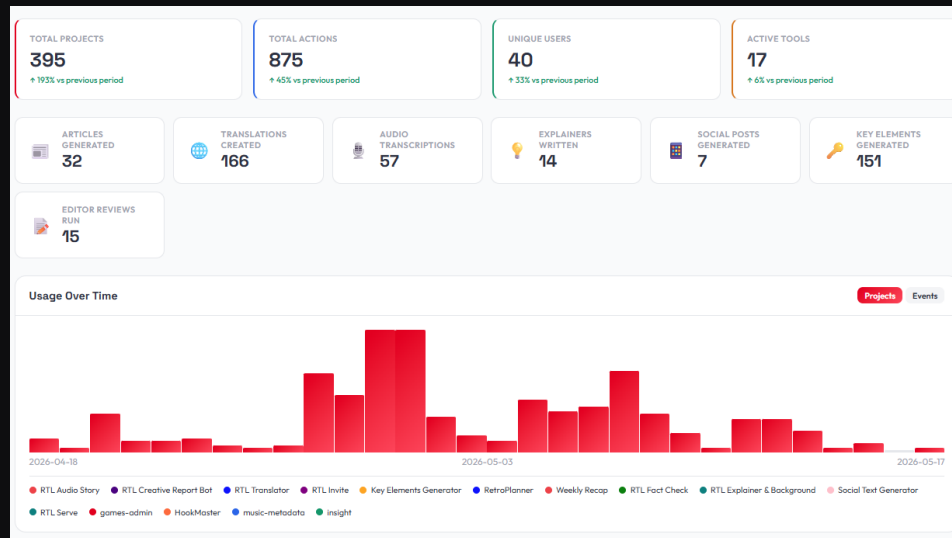 TOTAL PROJECTS
395
↑ 193% vs previous period
TOTAL ACTIONS
875
↑ 45% vs previous period
UNIQUE USERS
40
↑ 33% vs previous period
ACTIVE TOOLS
17
↑ 6% vs previous period
ARTICLES
GENERATED
32
TRANSLATIONS
CREATED
166
AUDIO
TRANSCRIPTIONS
57
EXPLAINERS
WRITTEN
14
SOCIAL POSTS
GENERATED
7
KEY ELEMENTS
GENERATED
151
EDITOR REVIEWS
RUN
15
Usage Over Time
Projects
Events
2026-04-18
2026-05-03
2026-05-17
RTL Audio Story
RTL Creative Report Bot
RTL Translator
RTL Invite
Key Elements Generator
RetroPlanner
Weekly Recap
RTL Fact Check
RTL Explainer & Background
Social Text Generator
RTL Serve
games-admin
HookMaster
music-metadata
insight